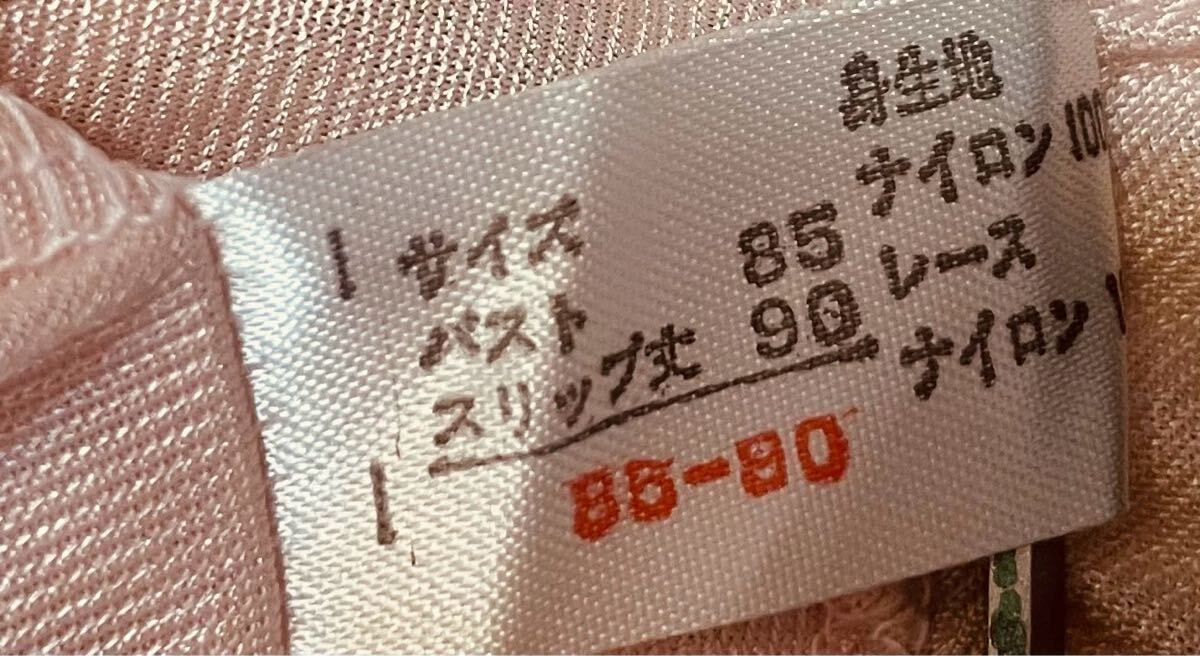 サイズ
バスト 85
スリップ丈 90
85-90
身生地
ナイロン 100
レース
ナイロン